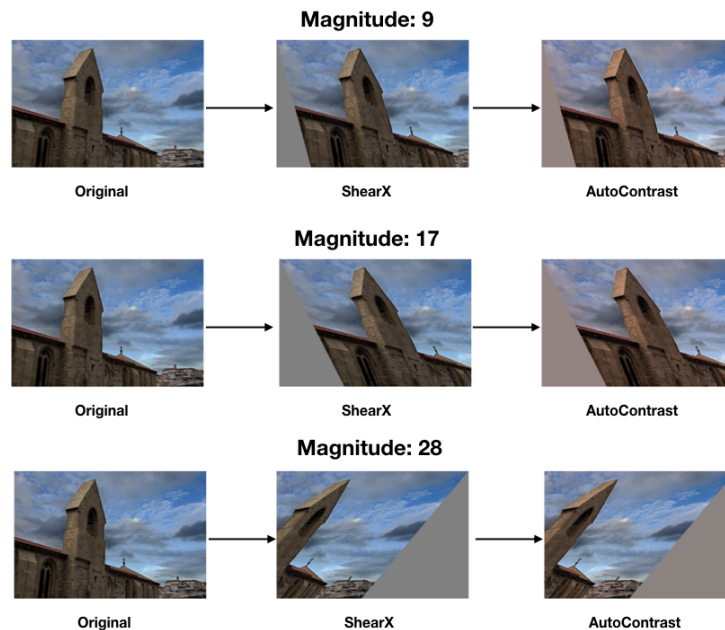 Magnitude: 9
Original
ShearX
AutoContrast
Magnitude: 17
Original
ShearX
AutoContrast
Magnitude: 28
Original
ShearX
AutoContrast